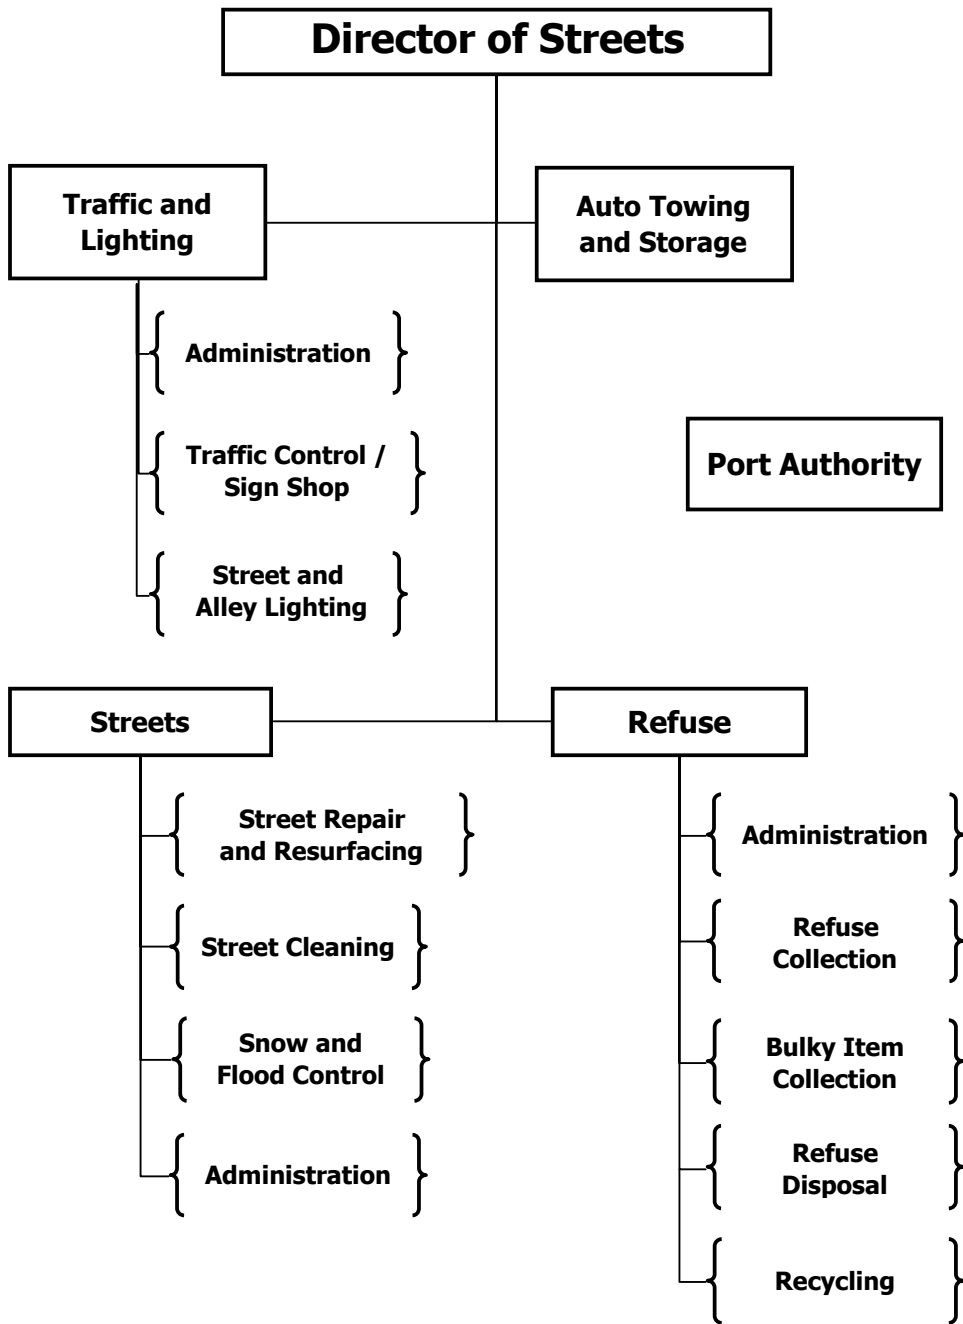 Director of Streets
Traffic and
Lighting
Auto Towing
and Storage
Administration
Traffic Control /
Sign Shop
Street and
Alley Lighting
Port Authority
Streets
Refuse
Street Repair
and Resurfacing
Street Cleaning
Snow and
Flood Control
Administration
Administration
Refuse
Collection
Bulky Item
Collection
Refuse
Disposal
Recycling